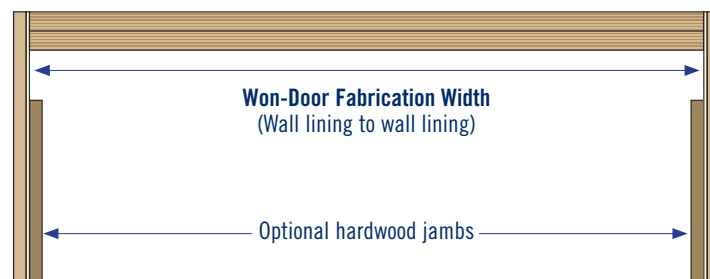 Won-Door Fabrication Width
(Wall lining to wall lining)
Optional hardwood jambs